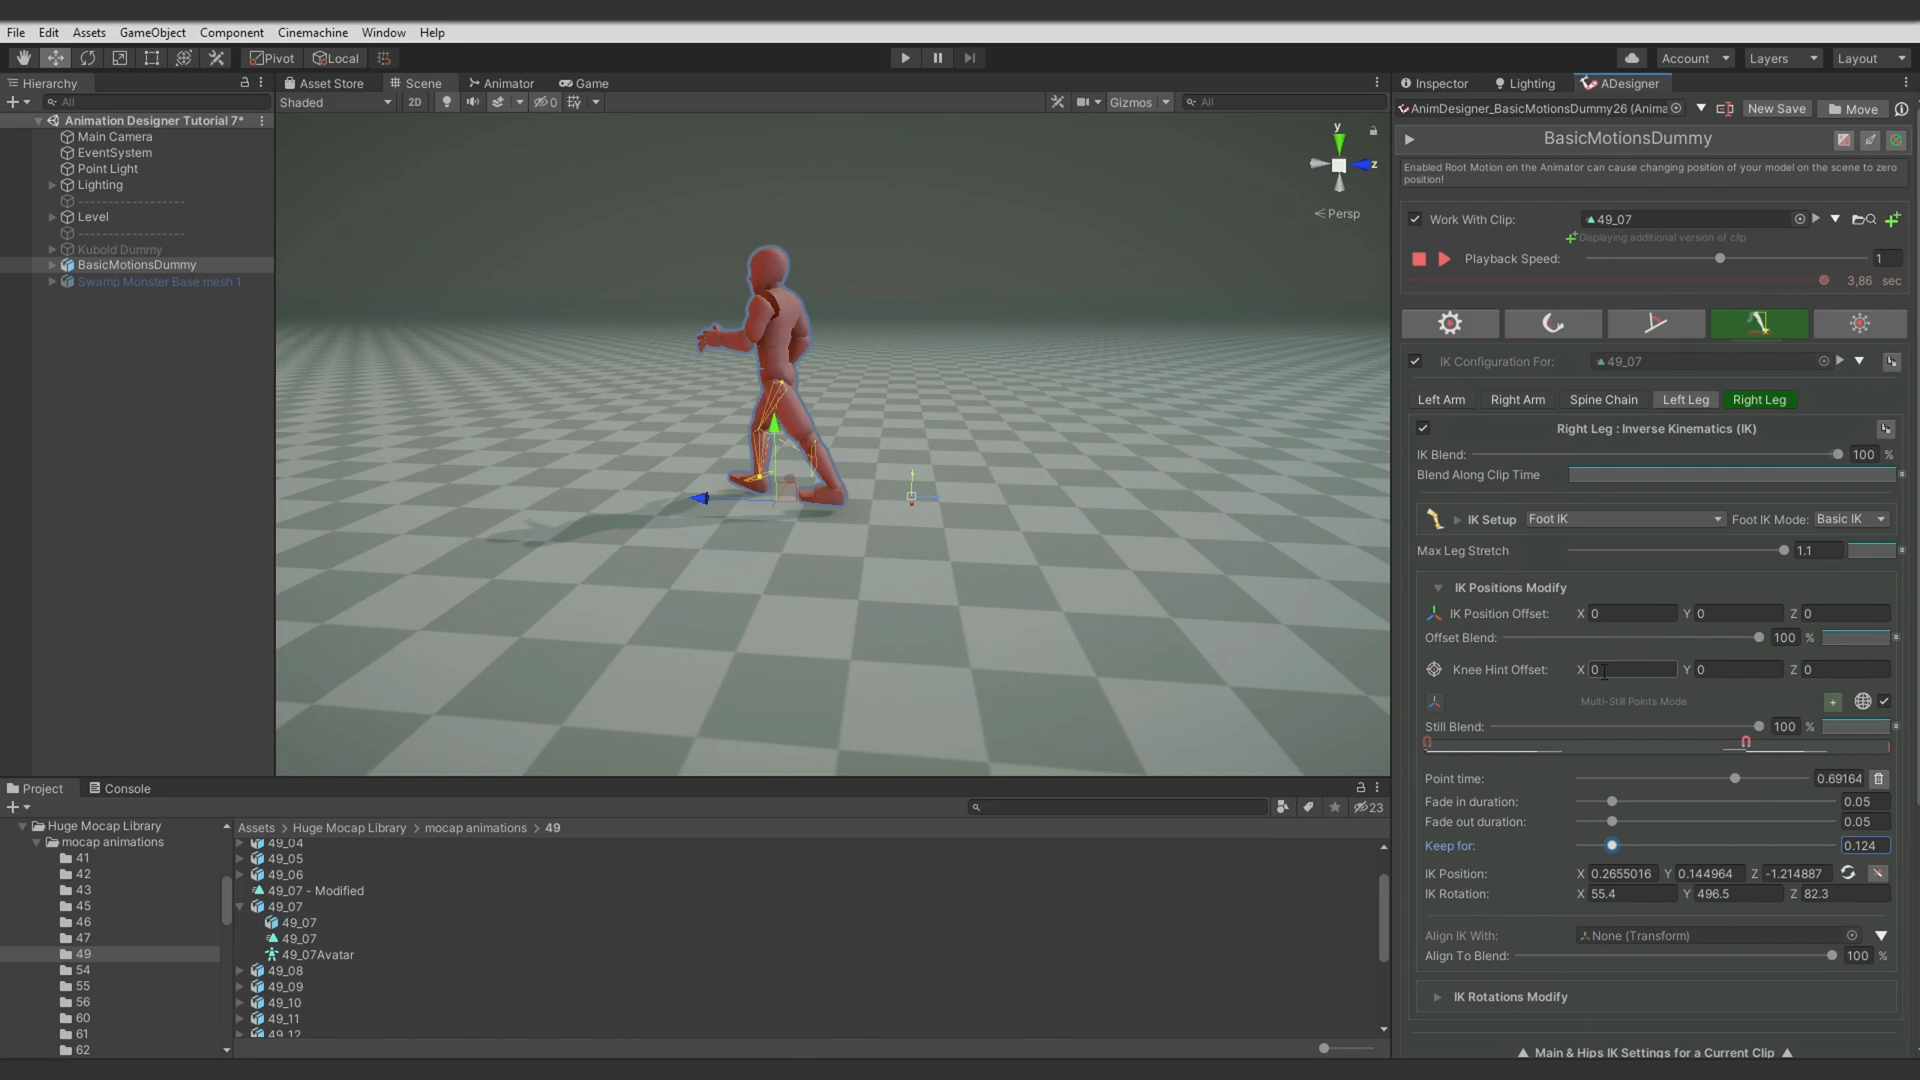 File Edit Assets GameObject Component Cinemachine Window Help
Pivot Local Account Layers Layout
Hierarchy Asset Store Scene Animator Game Inspector Lighting ADesigner
All Shaded 2D 0 Gizmos All AnimDesigner_BasicMotionsDummy26 (Anima New Save Move
Animation Designer Tutorial 7*
Main Camera
EventSystem
Point Light
Lighting
------------------
Level
------------------
Kubold Dummy
BasicMotionsDummy
Swamp Monster Base mesh 1
y
z
< Persp
BasicMotionsDummy
Enabled Root Motion on the Animator can cause changing position of your model on the scene to zero
position!
Work With Clip: 49_07
Displaying additional version of clip
Playback Speed: 1
3,86 sec
IK Configuration For: 49_07
Left Arm Right Arm Spine Chain Left Leg Right Leg
Right Leg : Inverse Kinematics (IK)
IK Blend: 100 %
Blend Along Clip Time
IK Setup Foot IK Foot IK Mode: Basic IK
Max Leg Stretch 1.1
IK Positions Modify
IK Position Offset: X 0 Y 0 Z 0
Offset Blend: 100 %
Knee Hint Offset: X 0 Y 0 Z 0
Multi-Still Points Mode +
Still Blend: 100 %
Point time: 0.69164
Fade in duration: 0.05
Fade out duration: 0.05
Keep for: 0.124
IK Position: X 0.2655016 Y 0.144964 Z -1.214887
IK Rotation: X 55.4 Y 496.5 Z 82.3
Align IK With: None (Transform)
Align To Blend: 100 %
IK Rotations Modify
Main & Hips IK Settings for a Current Clip
Project Console
23
Huge Mocap Library
mocap animations
41
42
43
45
46
47
49
54
55
56
60
61
62
Assets > Huge Mocap Library > mocap animations > 49
49_04
49_05
49_06
49_07 - Modified
49_07
49_07
49_07
49_07Avatar
49_08
49_09
49_10
49_11
49_12